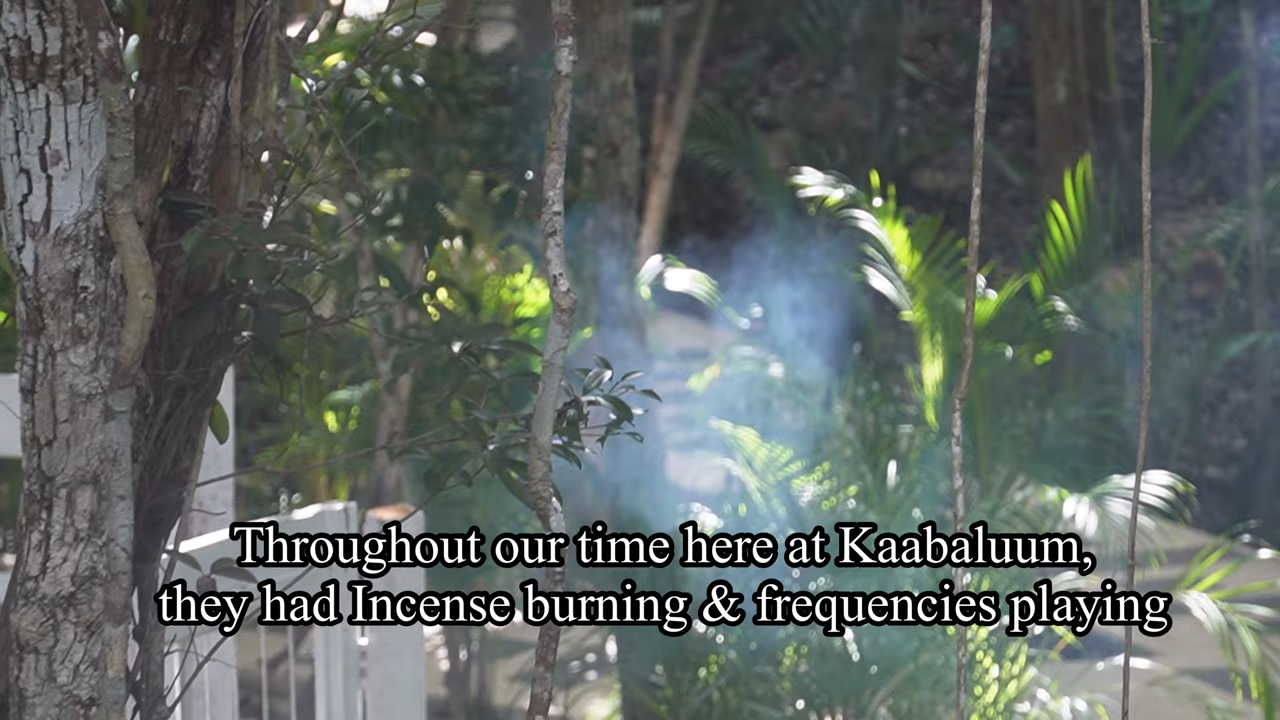 Throughout our time here at Kaabaluum,
they had Incense burning & frequencies playing